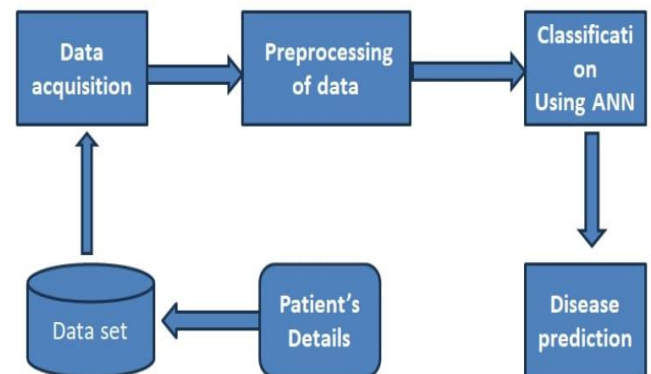 Data
acquisition
Preprocessing
of data
Classificati
on
Using ANN
Data set
Patient's
Details
Disease
prediction